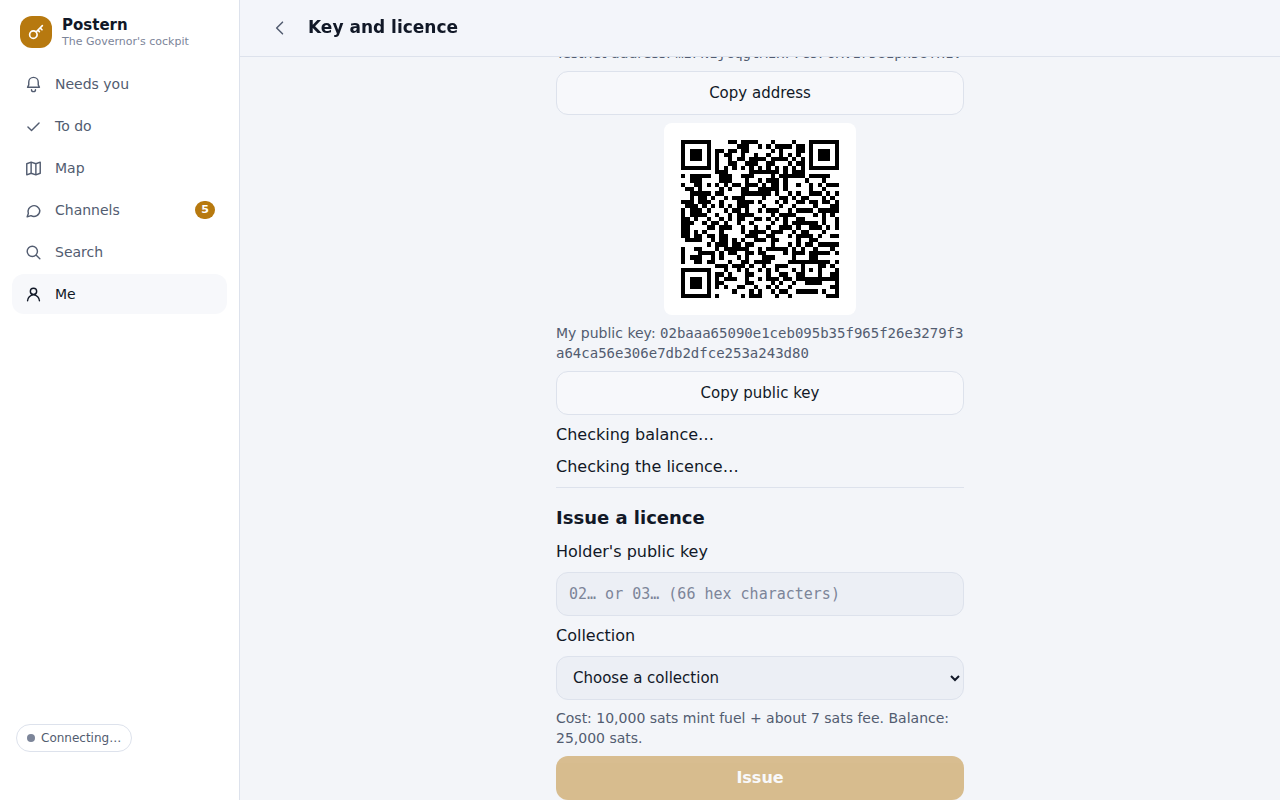 Postern
The Governor's cockpit
Needs you
To do
Map
Channels
5
Search
Me
Connecting…
Key and licence
Copy address
My public key: 02baaa65090e1ceb095b35f965f26e3279f3
a64ca56e306e7db2dfce253a243d80
Copy public key
Checking balance…
Checking the licence…
Issue a licence
Holder's public key
02… or 03… (66 hex characters)
Collection
Choose a collection
Cost: 10,000 sats mint fuel + about 7 sats fee. Balance:
25,000 sats.
Issue